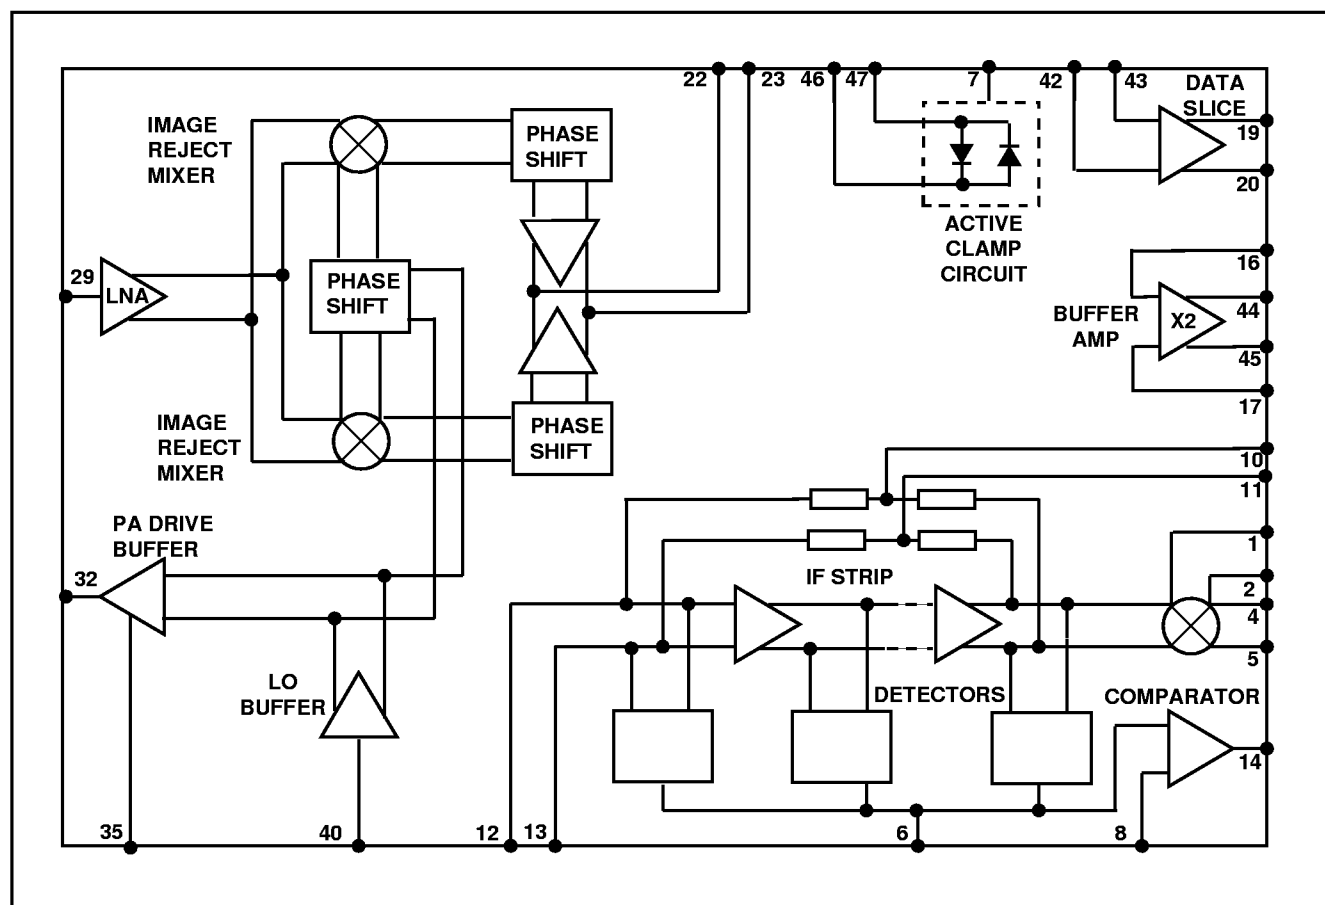 22
23
46
47
7
42
43
DATA
SLICE
19
20
IMAGE
REJECT
MIXER
PHASE
SHIFT
ACTIVE
CLAMP
CIRCUIT
29
LNA
PHASE
SHIFT
16
BUFFER
AMP
X2
44
45
17
IMAGE
REJECT
MIXER
PHASE
SHIFT
10
11
PA DRIVE
BUFFER
32
IF STRIP
1
2
4
5
LO
BUFFER
DETECTORS
COMPARATOR
14
35
40
12
13
6
8